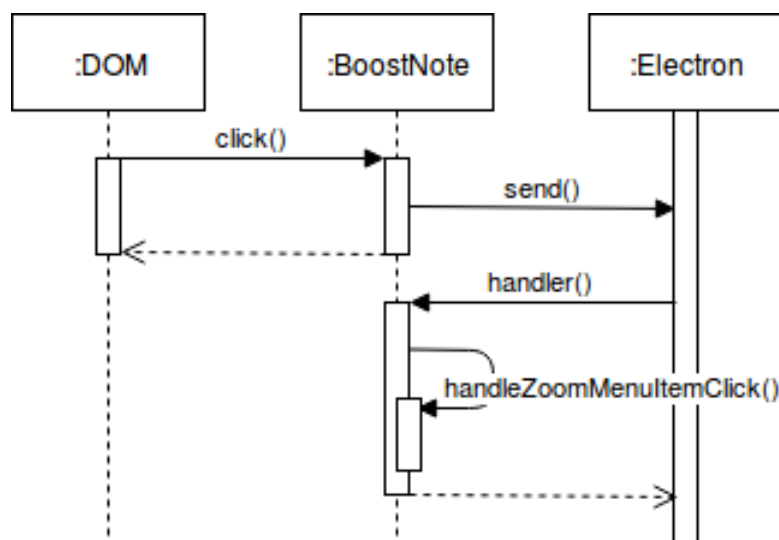 :DOM
:BoostNote
:Electron
click()
send()
handler()
handleZoomMenuItemClick()